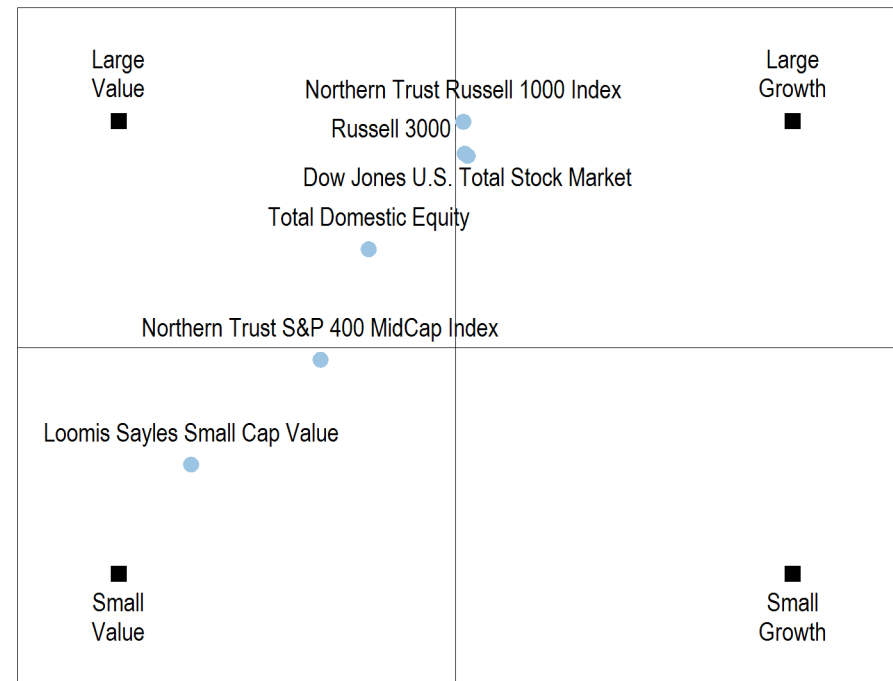 Large
Value
Large
Growth
Northern Trust Russell 1000 Index
Russell 3000
Dow Jones U.S. Total Stock Market
Total Domestic Equity
Northern Trust S&P 400 MidCap Index
Loomis Sayles Small Cap Value
Small
Value
Small
Growth